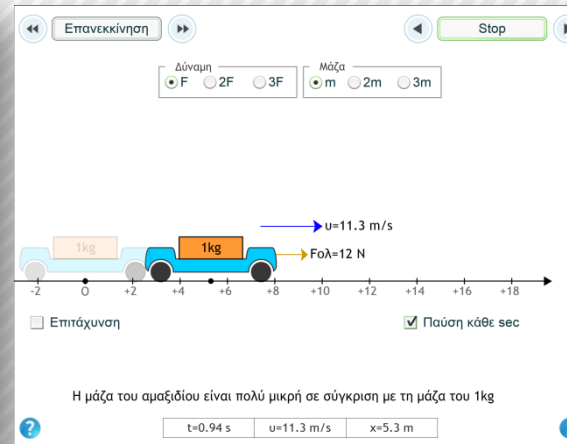 Επανεκκίνηση
Stop
Δύναμη
F 2F 3F
Μάζα
m 2m 3m
υ=11.3 m/s
1kg
1kg
Fολ=12 N
-2 0 +2 +4 +6 +8 +10 +12 +14 +16 +18
Επιτάχυνση
Παύση κάθε sec
Η μάζα του αμαξιδίου είναι πολύ μικρή σε σύγκριση με τη μάζα του 1kg
?
t=0.94 s υ=11.3 m/s x=5.3 m